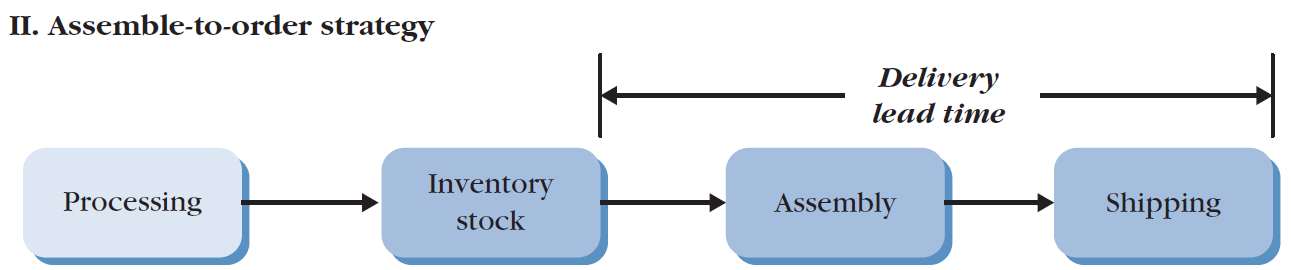 II. Assemble-to-order strategy
Delivery
lead time
Processing
Inventory
stock
Assembly
Shipping